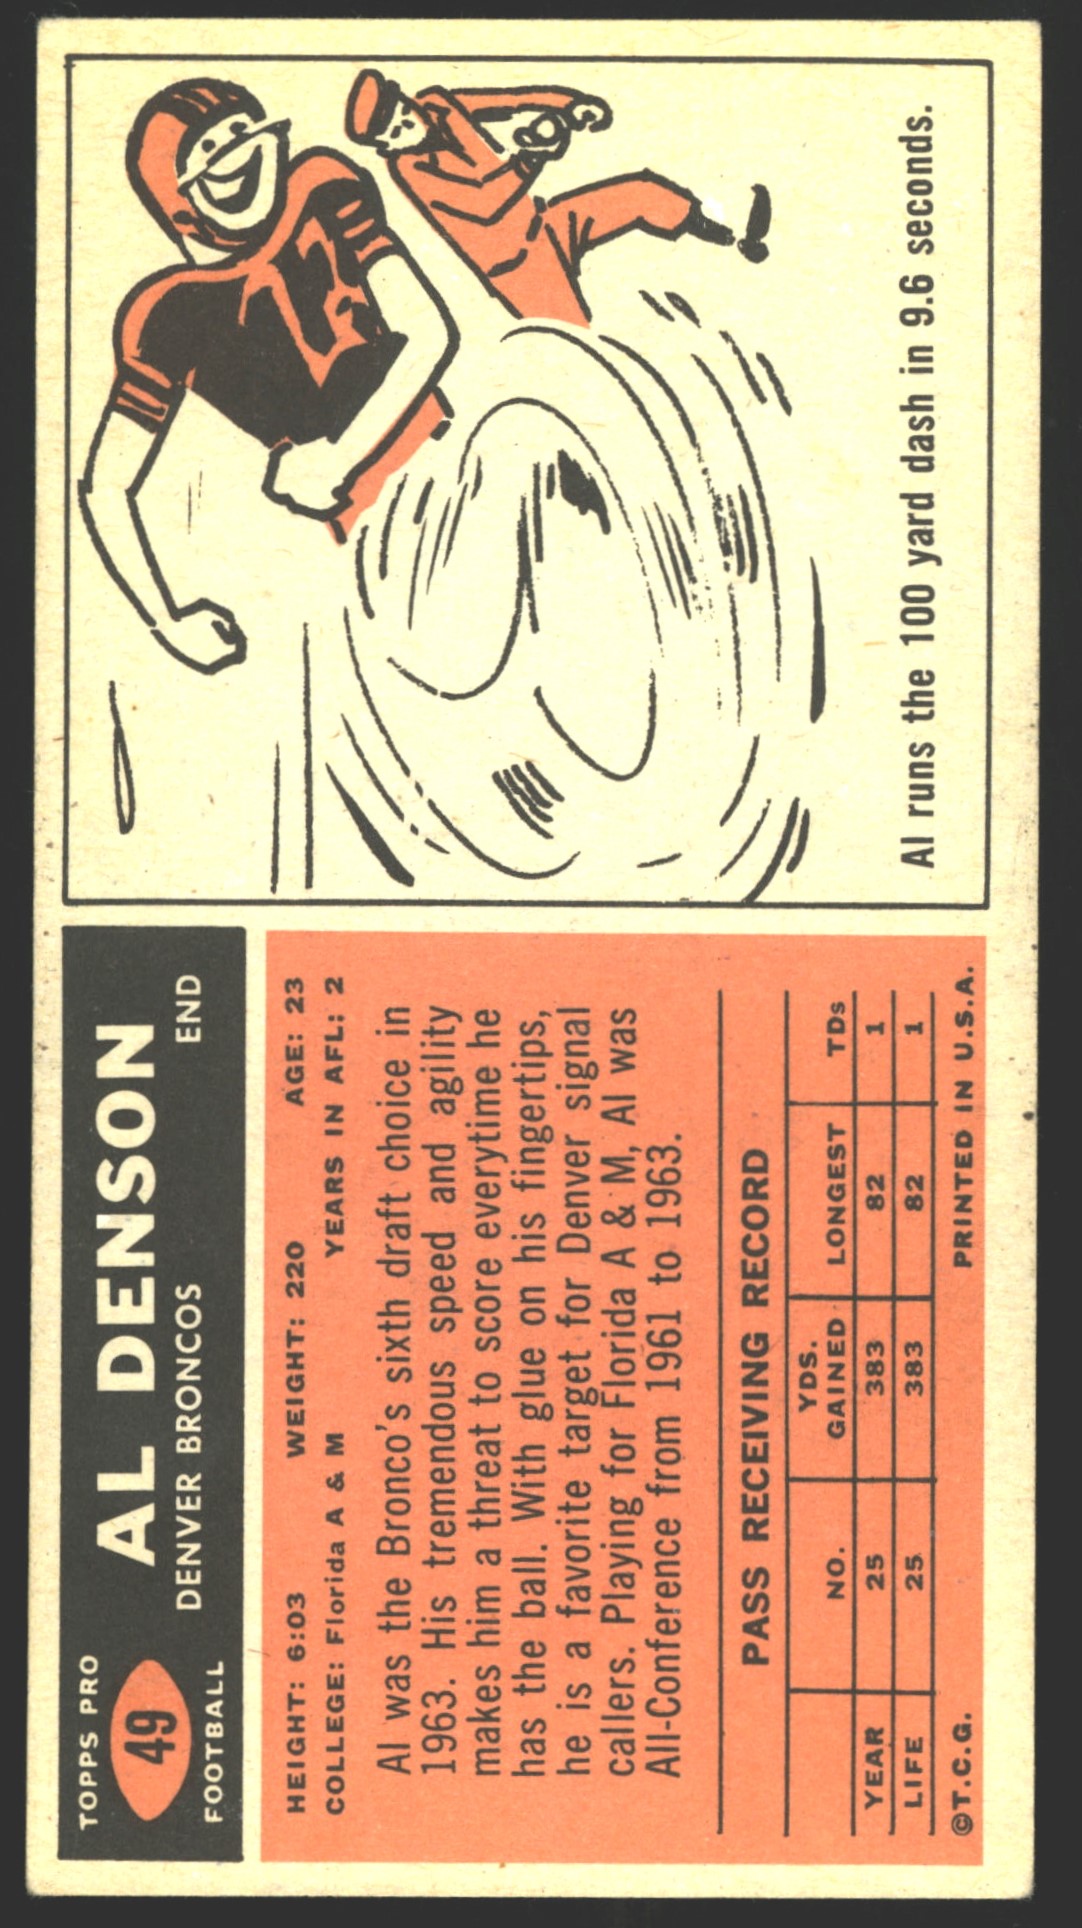 TOPPS PRO
49
FOOTBALL
AL DENSON
DENVER BRONCOS END
HEIGHT: 6:03 WEIGHT: 220 AGE: 23
COLLEGE: Florida A & M YEARS IN AFL: 2
Al was the Bronco's sixth draft choice in
1963. His tremendous speed and agility
makes him a threat to score everytime he
has the ball. With glue on his fingertips,
he is a favorite target for Denver signal
callers. Playing for Florida A & M, Al was
All-Conference from 1961 to 1963.
PASS RECEIVING RECORD
NO. YDS. GAINED LONGEST TDs
YEAR 25 383 82 1
LIFE 25 383 82 1
©T.C.G. PRINTED IN U.S.A.
Al runs the 100 yard dash in 9.6 seconds.